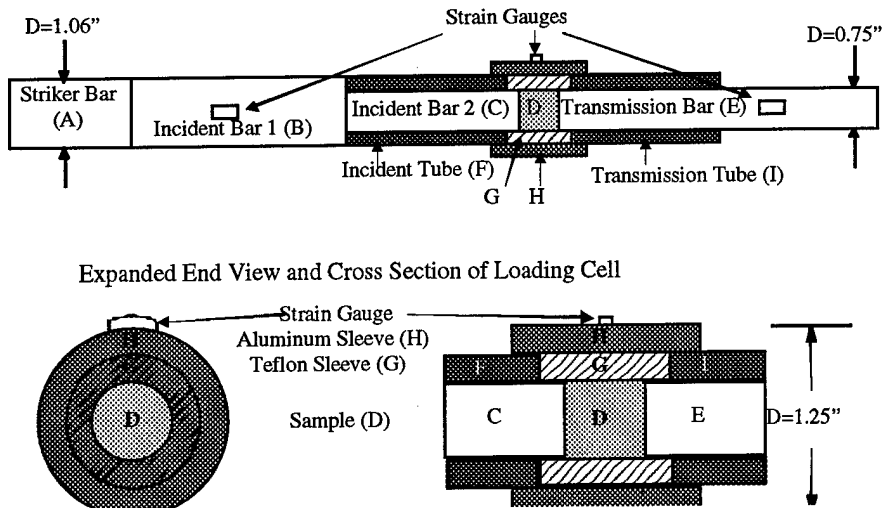 Strain Gauges
D=1.06”
D=0.75”
Striker Bar
(A)
Incident Bar 1 (B)
Incident Bar 2 (C)
D
Transmission Bar (E)
Incident Tube (F)
G
H
Transmission Tube (I)
Expanded End View and Cross Section of Loading Cell
Strain Gauge
Aluminum Sleeve (H)
Teflon Sleeve (G)
Sample (D)
H
G
D
H
F
G
I
C
D
E
D=1.25”